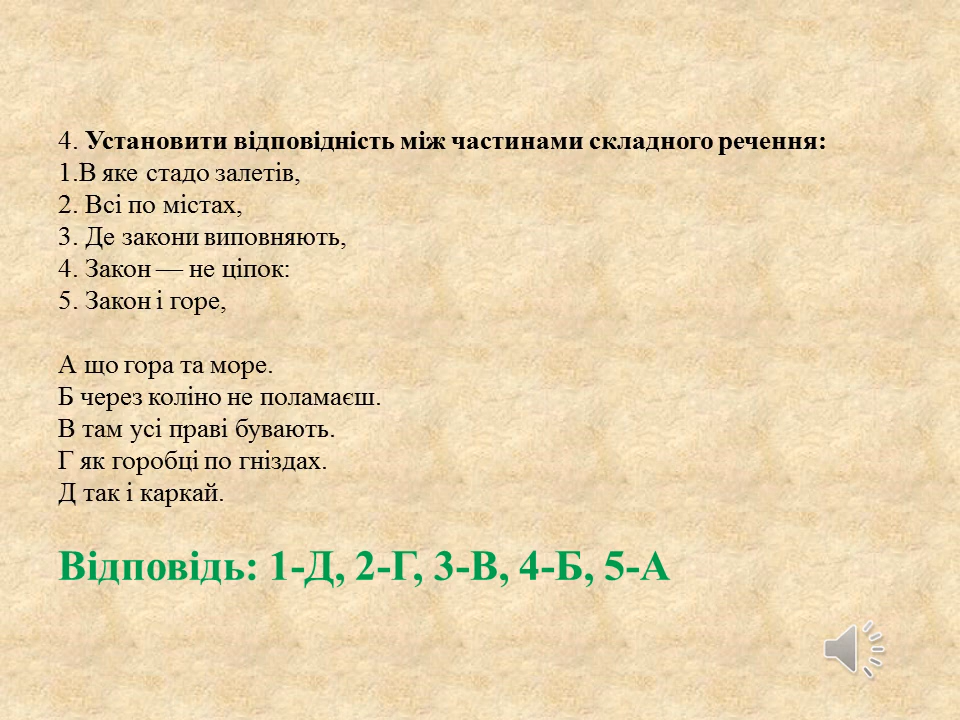 4. Установити відповідність між частинами складного речення:
1.В яке стадо залетів,
2. Всі по містах,
3. Де закони виповняють,
4. Закон — не ціпок:
5. Закон і горе,
А що гора та море.
Б через коліно не поламаєш.
В там усі праві бувають.
Г як горобці по гніздах.
Д так і каркай.
Відповідь: 1-Д, 2-Г, 3-В, 4-Б, 5-А